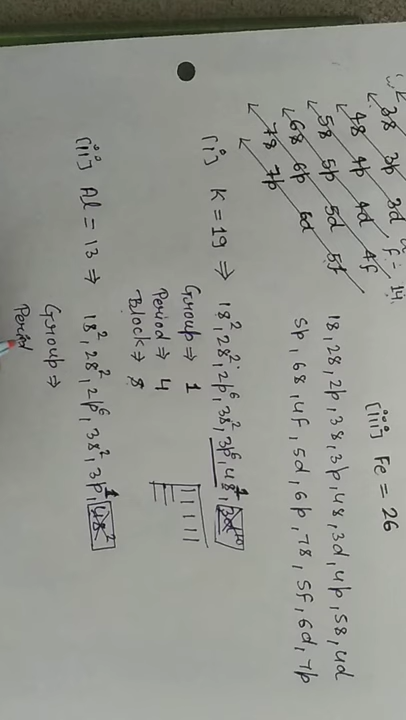 3s 3p 3d
4s 4p 4d 4f = 14
5s 5p 5d 5f
6s 6p 6d
7s 7p
[iii] Fe = 26
1s, 2s, 2p, 3s, 3p, 4s, 3d, 4p, 5s, 4d
5p, 6s, 4f, 5d, 6p, 7s, 5f, 6d, 7p
[i] K = 19 ⇒ 1s², 2s², 2p⁶, 3s², 3p⁶, 4s¹, 3d¹⁰
Group ⇒ 1
Period ⇒ 4
Block ⇒ s
[ii] Al = 13 ⇒ 1s², 2s², 2p⁶, 3s², 3p¹, 4s²
Group ⇒
Period